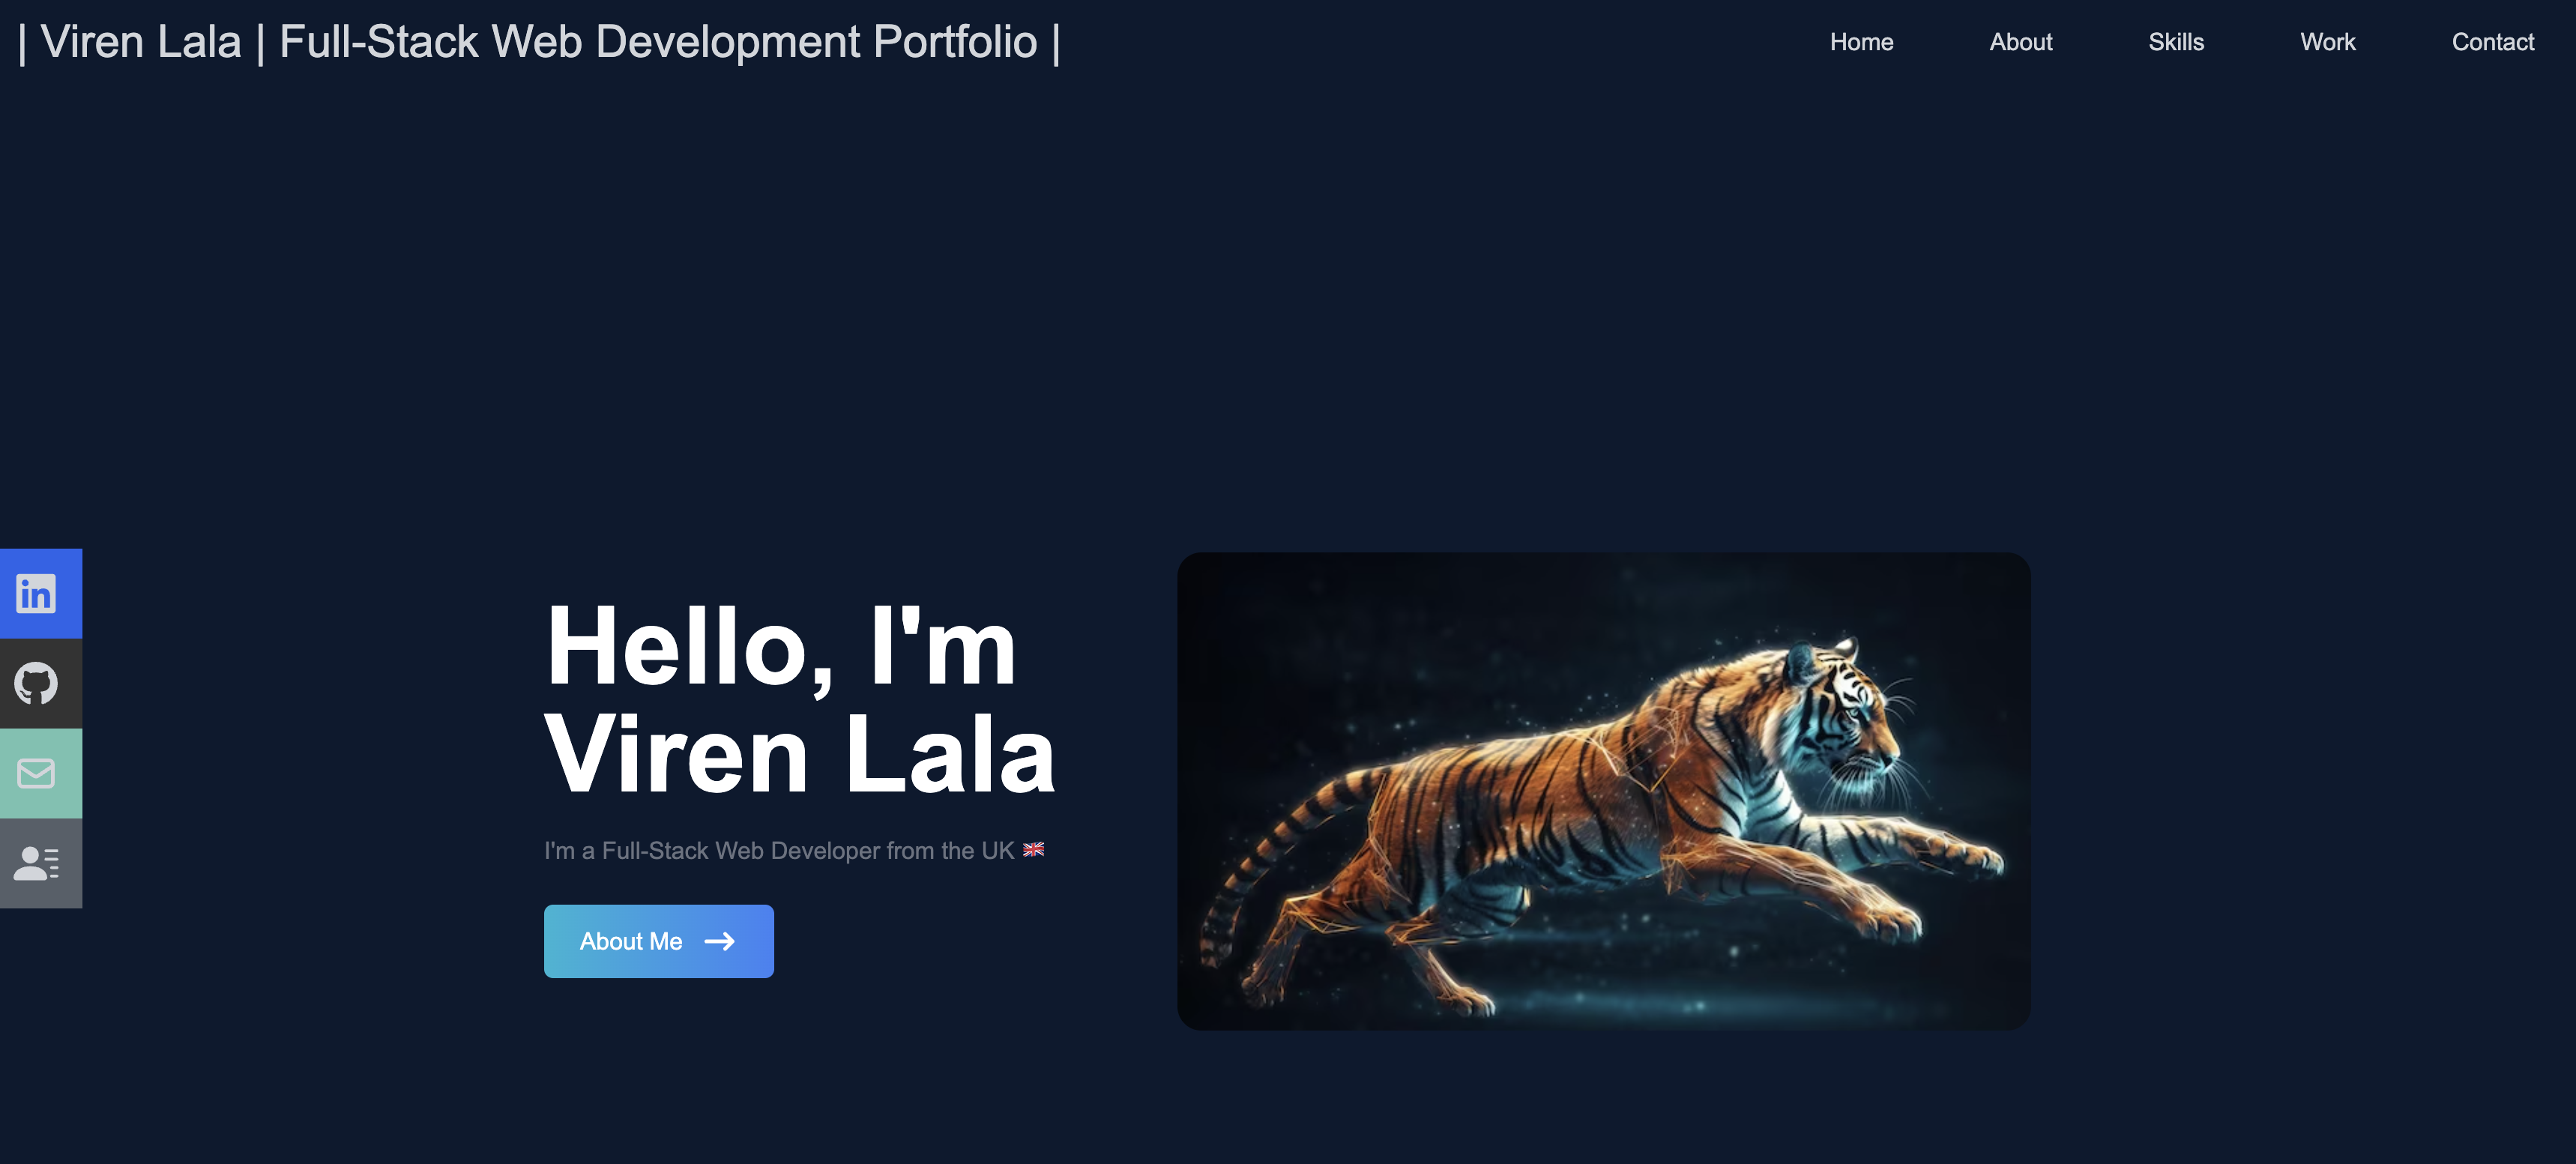 | Viren Lala | Full-Stack Web Development Portfolio |
Home About Skills Work Contact
in
Hello, I'm
Viren Lala
I'm a Full-Stack Web Developer from the UK 🇬🇧
About Me →